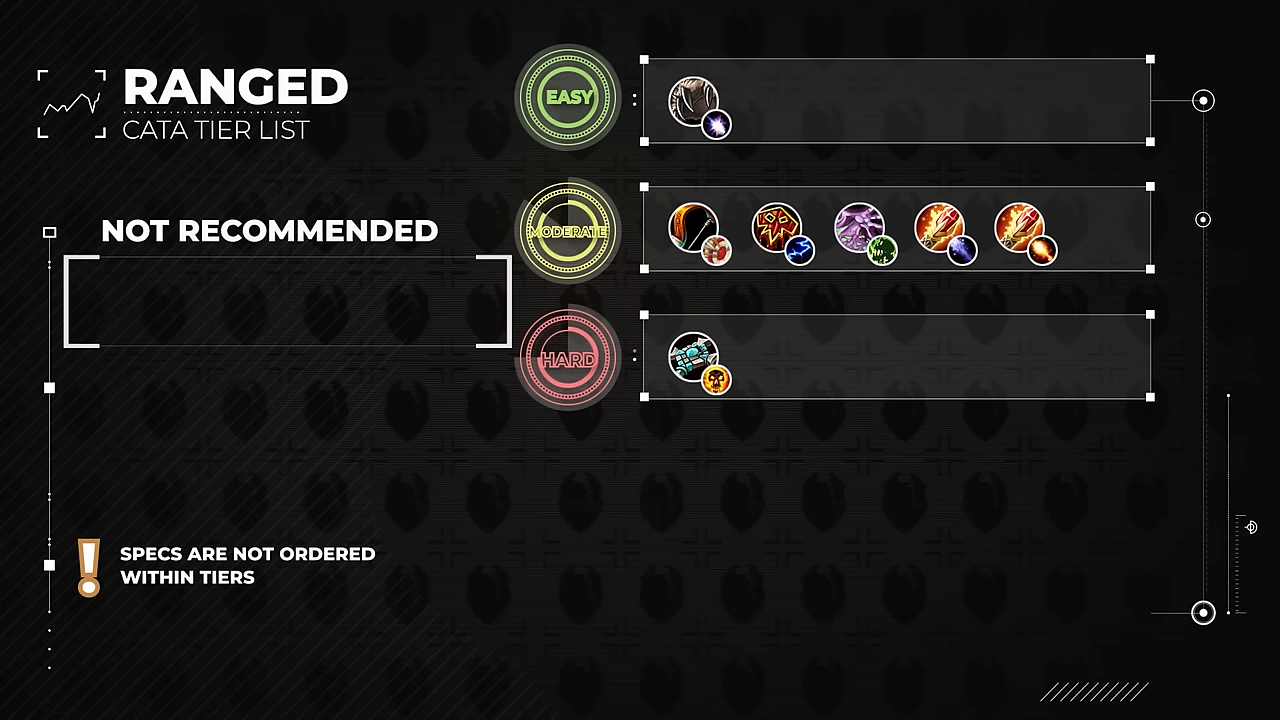 RANGED
CATA TIER LIST
NOT RECOMMENDED
EASY
MODERATE
HARD
SPECS ARE NOT ORDERED
WITHIN TIERS